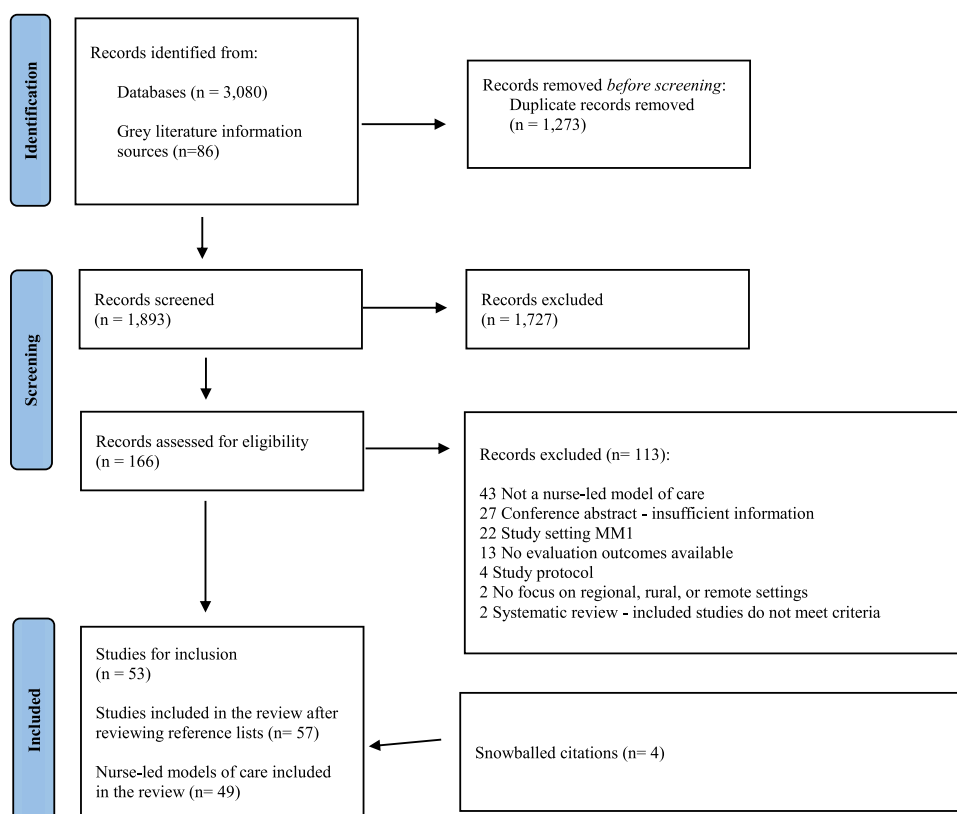 Identification
Records identified from:
Databases (n = 3,080)
Grey literature information
sources (n=86)
Records removed before screening:
Duplicate records removed
(n = 1,273)
Screening
Records screened
(n = 1,893)
Records excluded
(n = 1,727)
Records assessed for eligibility
(n = 166)
Records excluded (n= 113):
43 Not a nurse-led model of care
27 Conference abstract - insufficient information
22 Study setting MM1
13 No evaluation outcomes available
4 Study protocol
2 No focus on regional, rural, or remote settings
2 Systematic review - included studies do not meet criteria
Included
Studies for inclusion
(n = 53)
Studies included in the review after
reviewing reference lists (n= 57)
Nurse-led models of care included
in the review (n= 49)
Snowballed citations (n= 4)